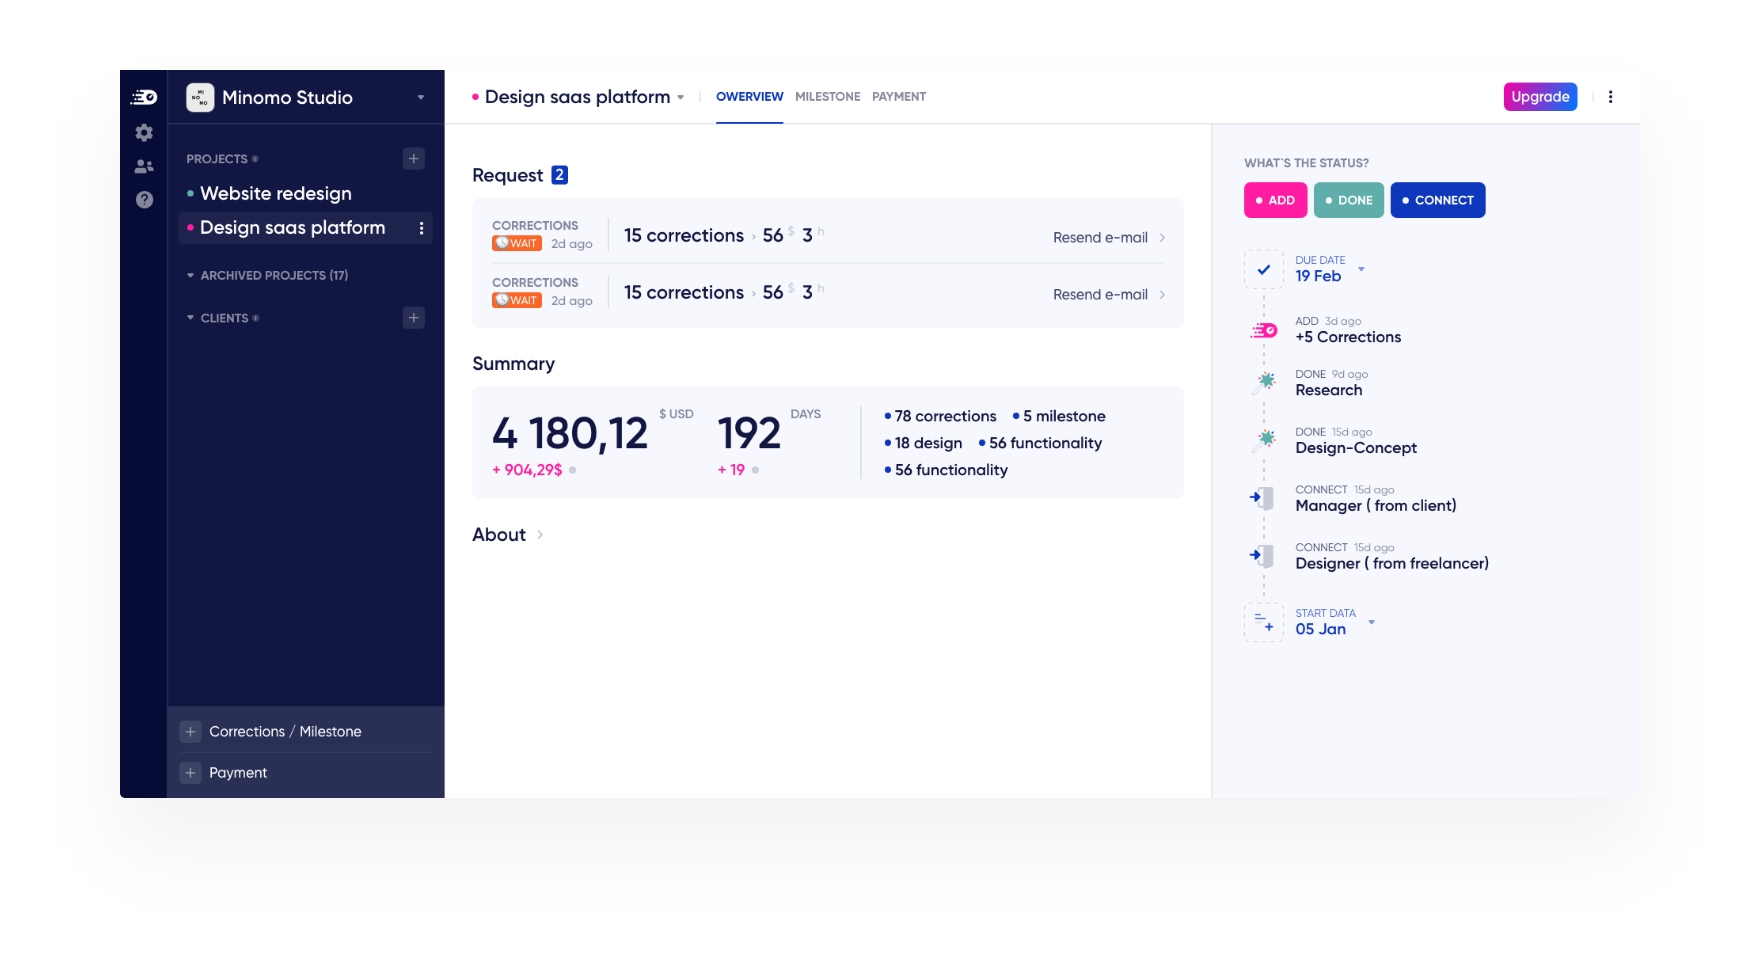 Minomo Studio
MI
NO
MO
PROJECTS
Website redesign
Design saas platform
ARCHIVED PROJECTS (17)
CLIENTS
Corrections / Milestone
Payment
Design saas platform
OWERVIEW MILESTONE PAYMENT
Upgrade
Request 2
CORRECTIONS
WAIT 2d ago
15 corrections 56 $ 3 h
Resend e-mail
CORRECTIONS
WAIT 2d ago
15 corrections 56 $ 3 h
Resend e-mail
Summary
4 180,12 $ USD
+ 904,29$
192 DAYS
+ 19
78 corrections 5 milestone
18 design 56 functionality
56 functionality
About
WHAT`S THE STATUS?
ADD DONE CONNECT
DUE DATE
19 Feb
ADD 3d ago
+5 Corrections
DONE 9d ago
Research
DONE 15d ago
Design-Concept
CONNECT 15d ago
Manager ( from client)
CONNECT 15d ago
Designer ( from freelancer)
START DATA
05 Jan